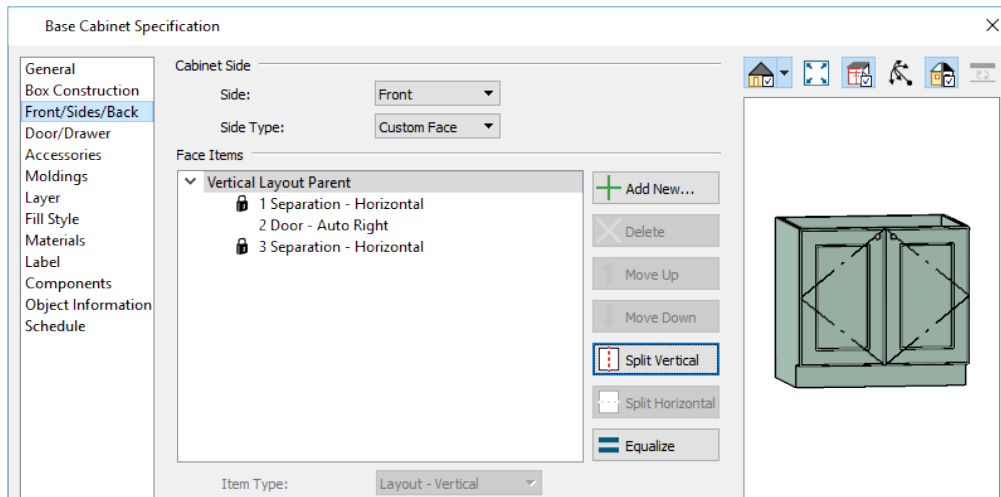 Base Cabinet Specification
General
Box Construction
Front/Sides/Back
Door/Drawer
Accessories
Moldings
Layer
Fill Style
Materials
Label
Components
Object Information
Schedule
Cabinet Side
Side: Front
Side Type: Custom Face
Face Items
Vertical Layout Parent
1 Separation - Horizontal
2 Door - Auto Right
3 Separation - Horizontal
Add New...
Delete
Move Up
Move Down
Split Vertical
Split Horizontal
Equalize
Item Type: Layout - Vertical